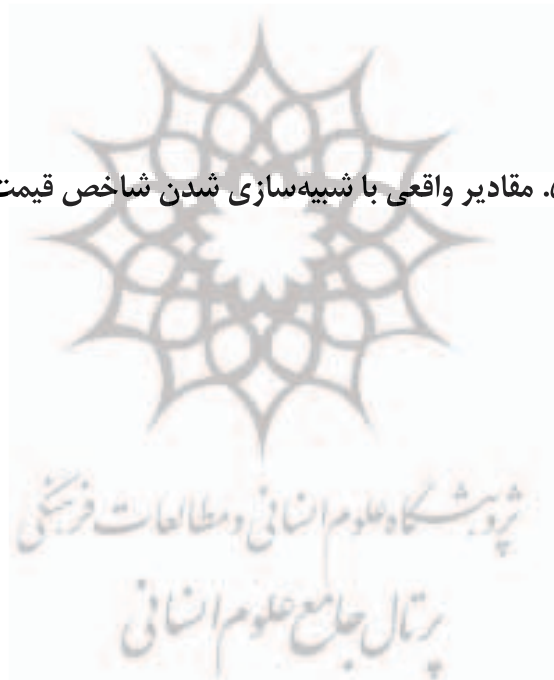 . مقادیر واقعی با شبیه‌سازی شدن شاخص قیمت
پژوهشگاه علوم انسانی و مطالعات فرهنگی
پرتال جامع علوم انسانی